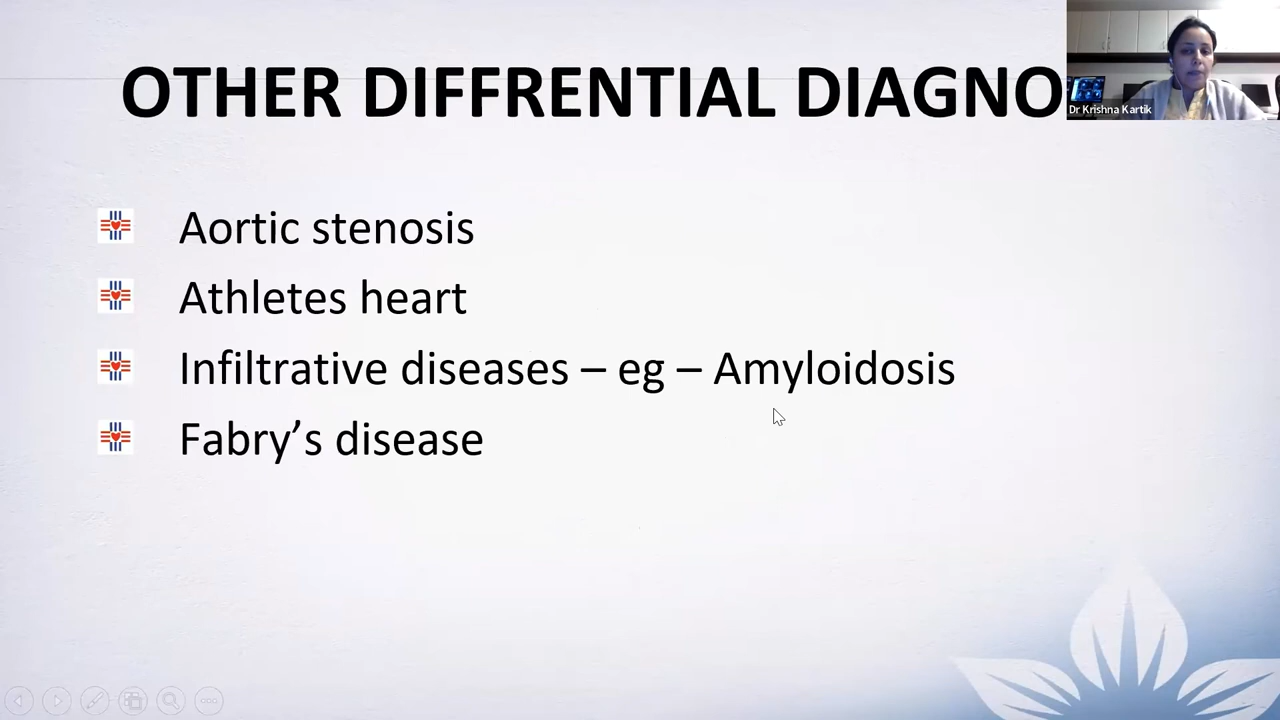 OTHER DIFFRENTIAL DIAGNO
Dr Krishna Kartik
Aortic stenosis
Athletes heart
Infiltrative diseases – eg – Amyloidosis
Fabry’s disease